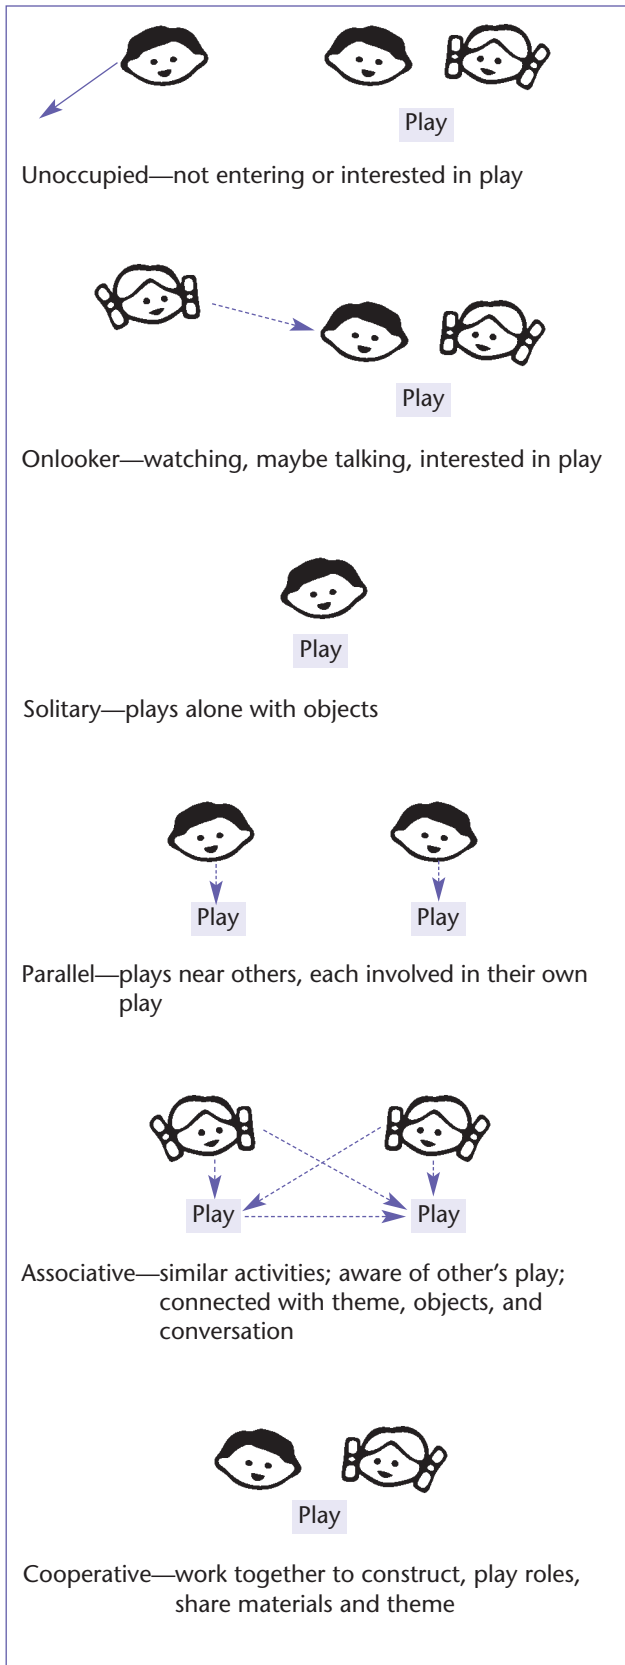 Play
Unoccupied—not entering or interested in play
Play
Onlooker—watching, maybe talking, interested in play
Play
Solitary—plays alone with objects
Play Play
Parallel—plays near others, each involved in their own
play
Play Play
Associative—similar activities; aware of other’s play;
connected with theme, objects, and
conversation
Play
Cooperative—work together to construct, play roles,
share materials and theme